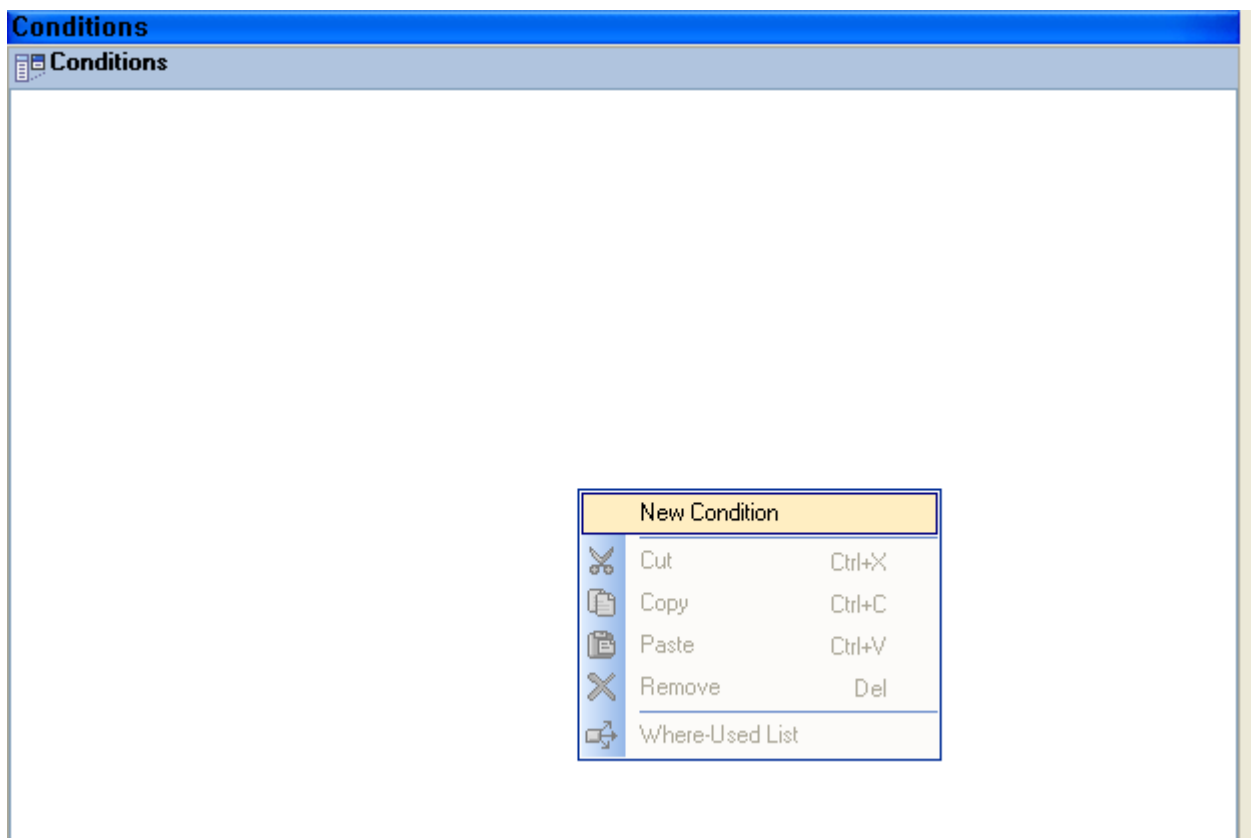 Conditions
Conditions
New Condition
Cut Ctrl+X
Copy Ctrl+C
Paste Ctrl+V
Remove Del
Where-Used List